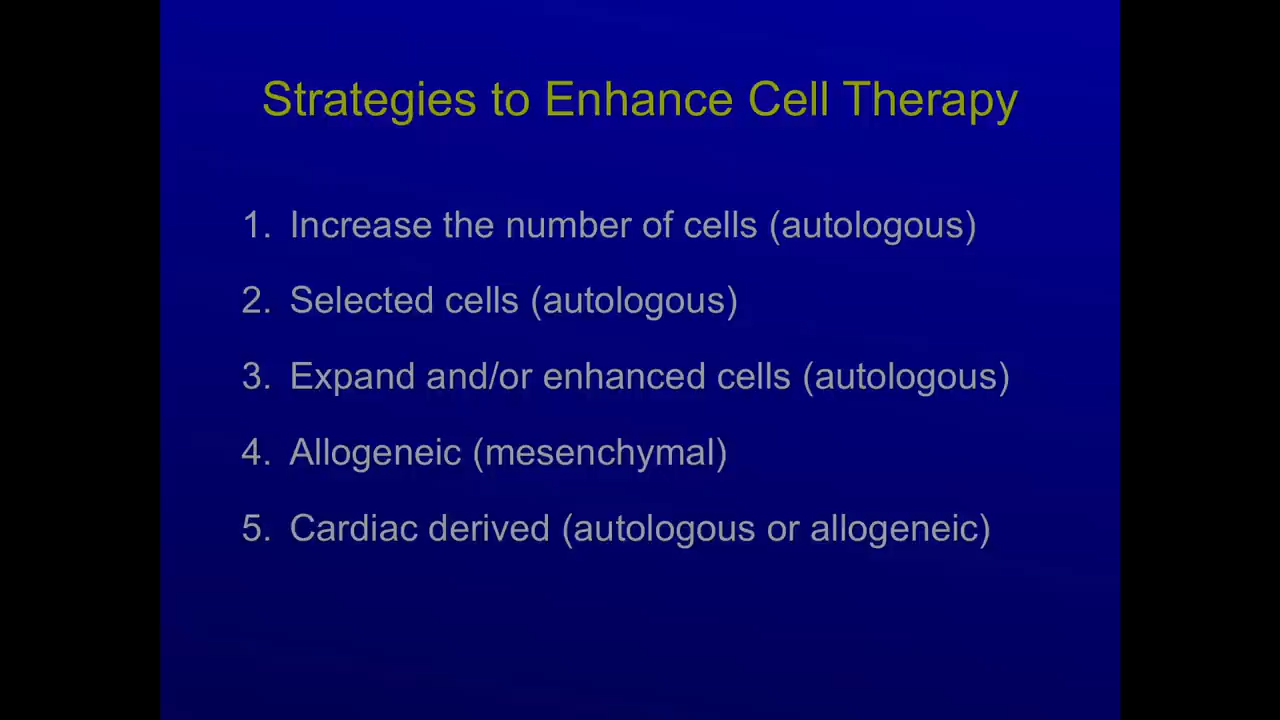 Strategies to Enhance Cell Therapy
1. Increase the number of cells (autologous)
2. Selected cells (autologous)
3. Expand and/or enhanced cells (autologous)
4. Allogeneic (mesenchymal)
5. Cardiac derived (autologous or allogeneic)